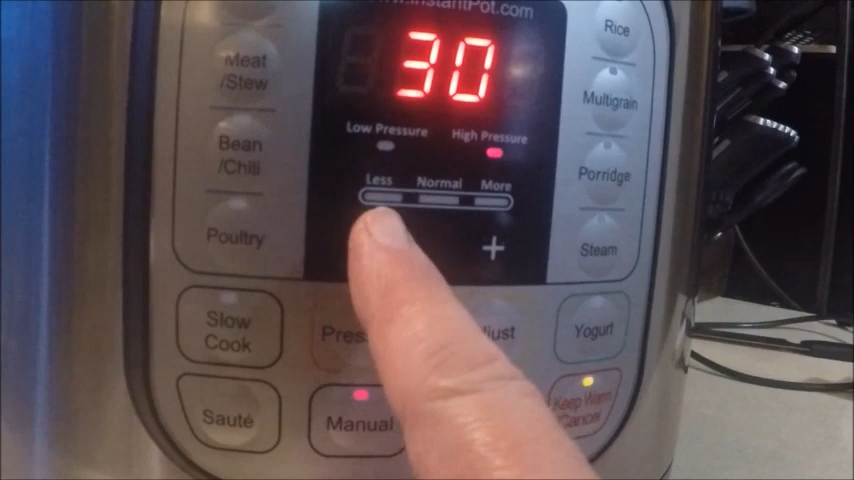 www.instantPot.com
30
Low Pressure
High Pressure
Less
Normal
More
+
Meat
/Stew
Bean
/Chili
Poultry
Slow
Cook
Sauté
Manual
Rice
Multigrain
Porridge
Steam
Yogurt
Keep Warm
/Cancel